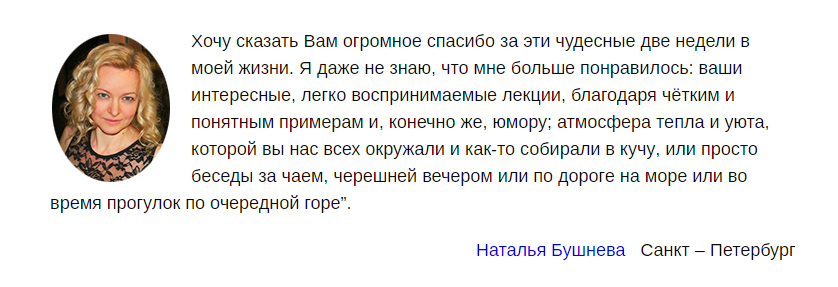 Хочу сказать Вам огромное спасибо за эти чудесные две недели в
моей жизни. Я даже не знаю, что мне больше понравилось: ваши
интересные, легко воспринимаемые лекции, благодаря чётким и
понятным примерам и, конечно же, юмору; атмосфера тепла и уюта,
которой вы нас всех окружали и как-то собирали в кучу, или просто
беседы за чаем, черешней вечером или по дороге на море или во
время прогулок по очередной горе”.
Наталья Бушнева   Санкт – Петербург